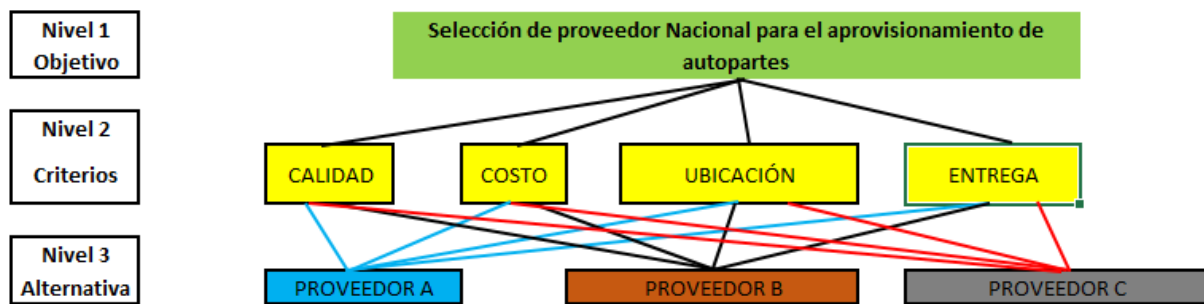 Nivel 1
Objetivo
Selección de proveedor Nacional para el aprovisionamiento de
autopartes
Nivel 2
Criterios
CALIDAD
COSTO
UBICACIÓN
ENTREGA
Nivel 3
Alternativa
PROVEEDOR A
PROVEEDOR B
PROVEEDOR C